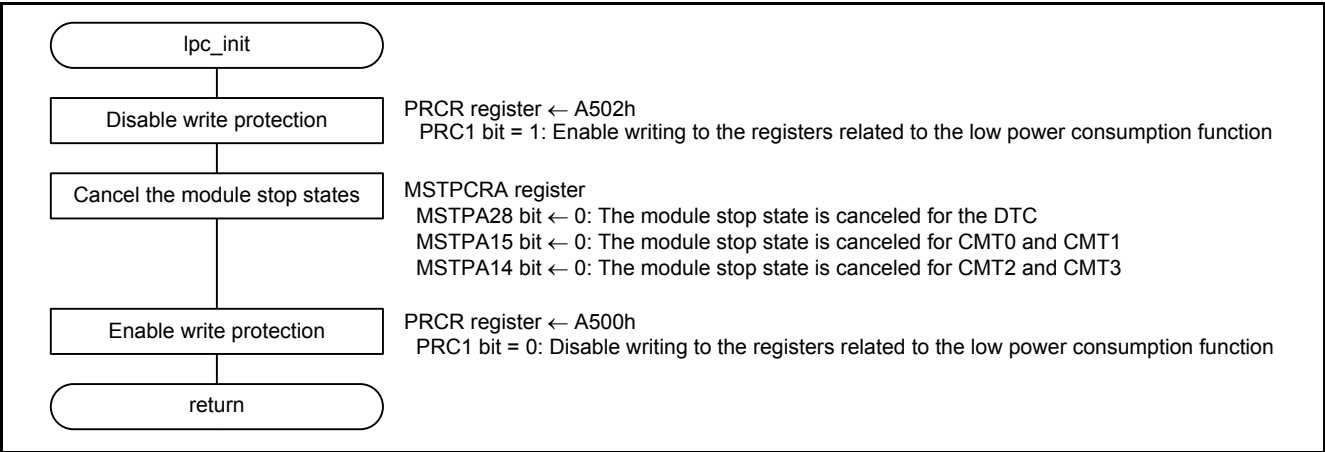 lpc_init
Disable write protection
PRCR register ← A502h
PRC1 bit = 1: Enable writing to the registers related to the low power consumption function
Cancel the module stop states
MSTPCRA register
MSTPA28 bit ← 0: The module stop state is canceled for the DTC
MSTPA15 bit ← 0: The module stop state is canceled for CMT0 and CMT1
MSTPA14 bit ← 0: The module stop state is canceled for CMT2 and CMT3
Enable write protection
PRCR register ← A500h
PRC1 bit = 0: Disable writing to the registers related to the low power consumption function
return